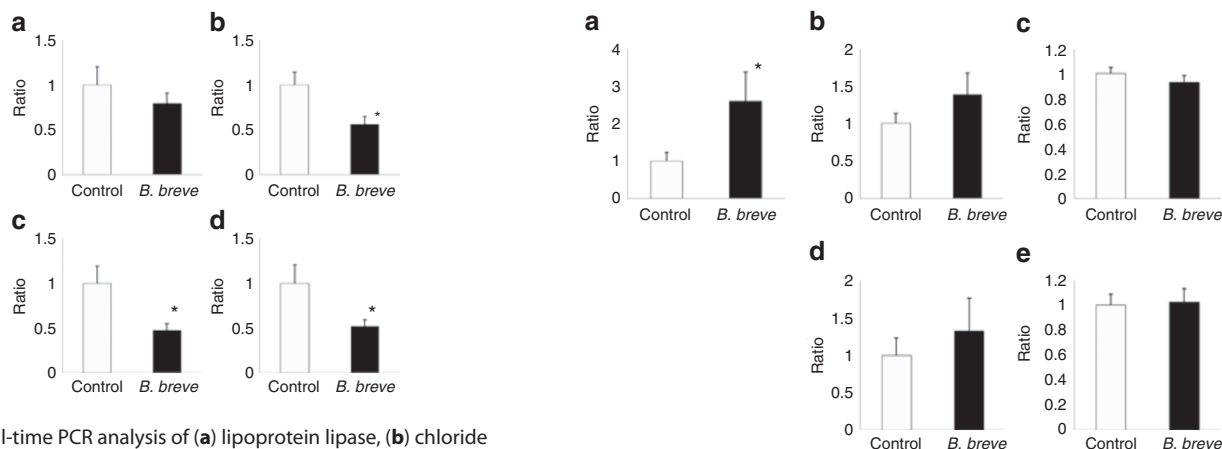 a
1.5
1
0.5
0
Ratio
Control B. breve
b
1.5
1
0.5
0
Ratio
*
Control B. breve
c
1.5
1
0.5
0
Ratio
*
Control B. breve
d
1.5
1
0.5
0
Ratio
*
Control B. breve
l-time PCR analysis of (a) lipoprotein lipase, (b) chloride
a
4
3
2
1
0
Ratio
*
Control B. breve
b
2
1.5
1
0.5
0
Ratio
Control B. breve
c
1.2
1
0.8
0.6
0.4
0.2
0
Ratio
Control B. breve
d
2
1.5
1
0.5
0
Ratio
Control B. breve
e
1.2
1
0.8
0.6
0.4
0.2
0
Ratio
Control B. breve